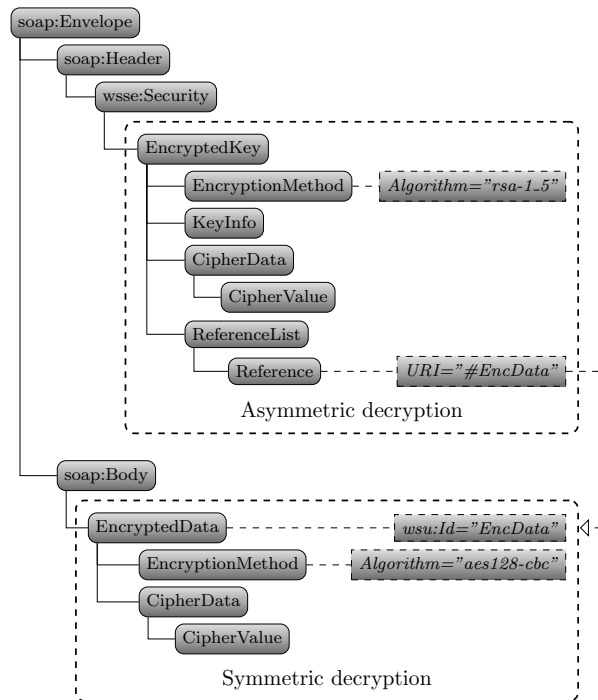 soap:Envelope
soap:Header
wsse:Security
EncryptedKey
EncryptionMethod Algorithm="rsa-1_5"
KeyInfo
CipherData
CipherValue
ReferenceList
Reference URI="#EncData"
Asymmetric decryption
soap:Body
EncryptedData wsu:Id="EncData"
EncryptionMethod Algorithm="aes128-cbc"
CipherData
CipherValue
Symmetric decryption